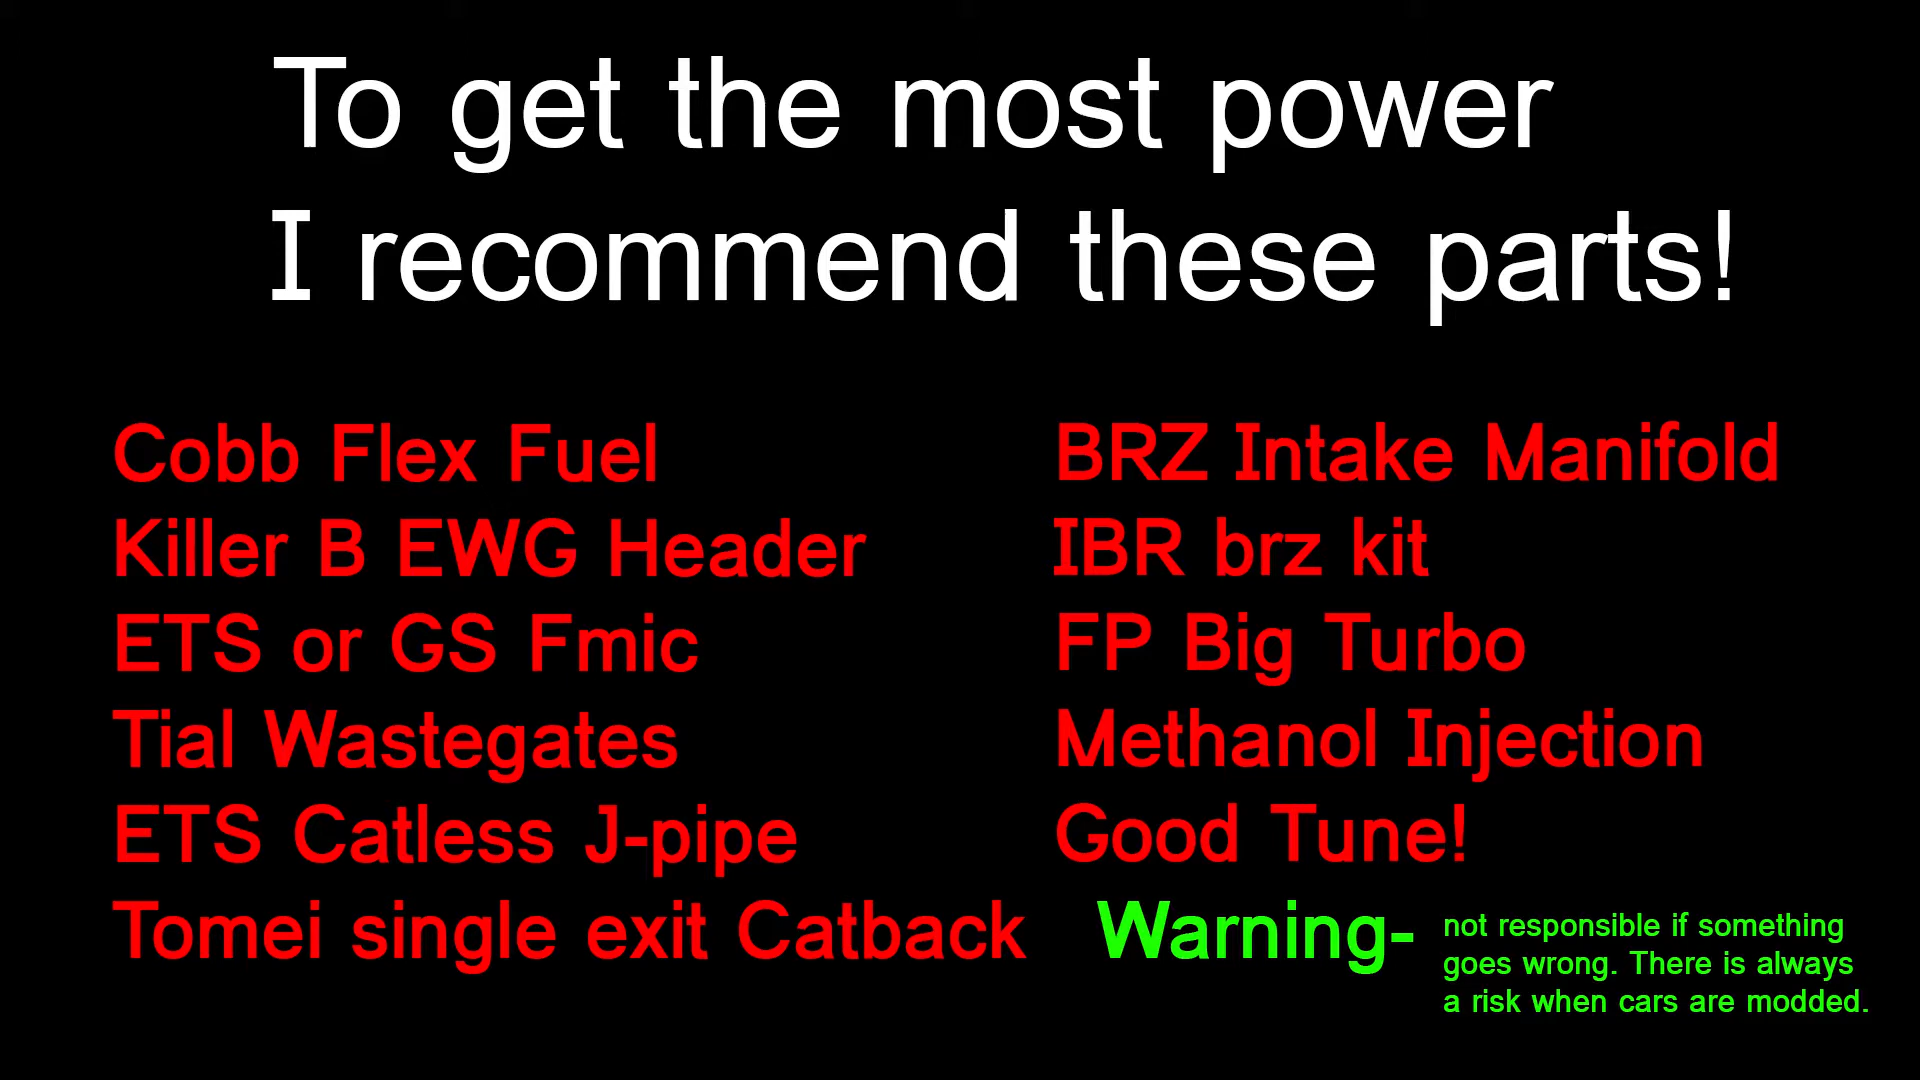 To get the most power
I recommend these parts!
Cobb Flex Fuel
Killer B EWG Header
ETS or GS Fmic
Tial Wastegates
ETS Catless J-pipe
Tomei single exit Catback
BRZ Intake Manifold
IBR brz kit
FP Big Turbo
Methanol Injection
Good Tune!
Warning- not responsible if something
goes wrong. There is always
a risk when cars are modded.